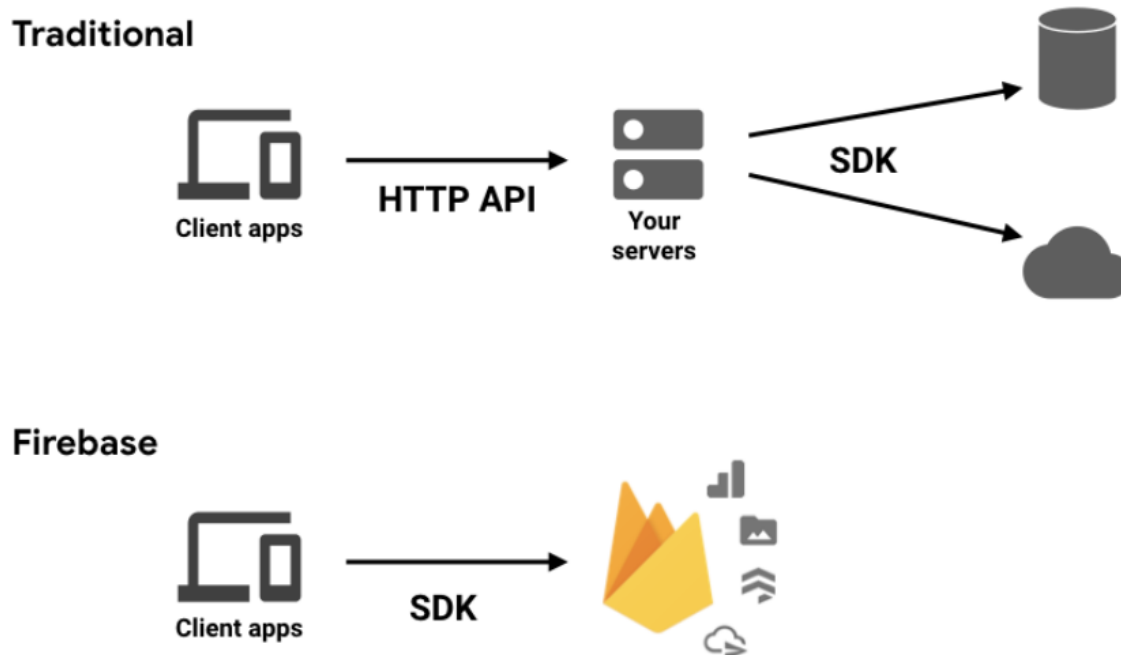 Traditional
Client apps
HTTP API
Your
servers
SDK
Firebase
Client apps
SDK